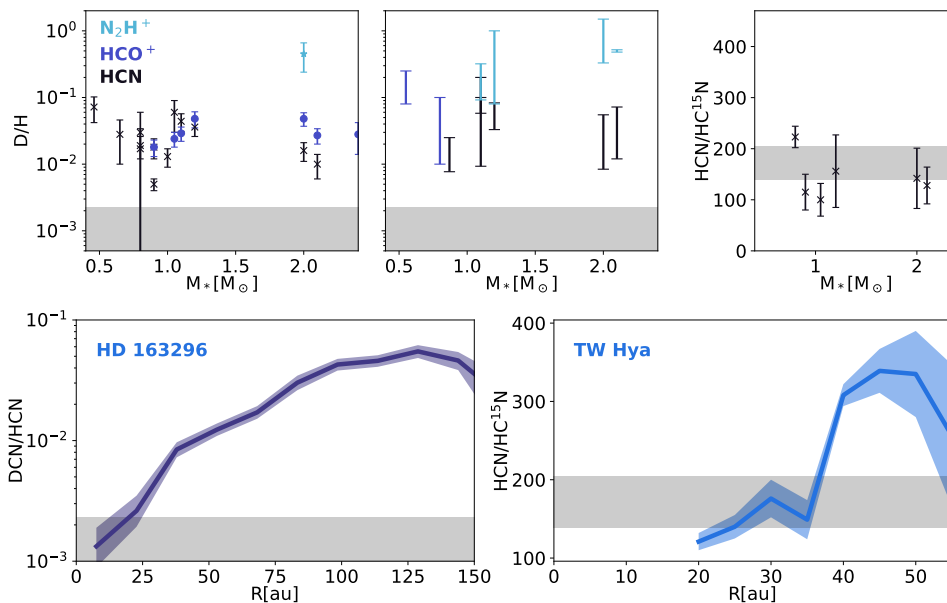 N₂H⁺
HCO⁺
HCN
D/H
10⁰
10⁻¹
10⁻²
10⁻³
0.5 1.0 1.5 2.0
M*[M⊙]
0.5 1.0 1.5 2.0
M*[M⊙]
HCN/HC¹⁵N
400
300
200
100
0
1 2
M*[M⊙]
HD 163296
DCN/HCN
10⁻¹
10⁻²
10⁻³
0 25 50 75 100 125 150
R[au]
TW Hya
HCN/HC¹⁵N
400
300
200
100
0 10 20 30 40 50
R[au]